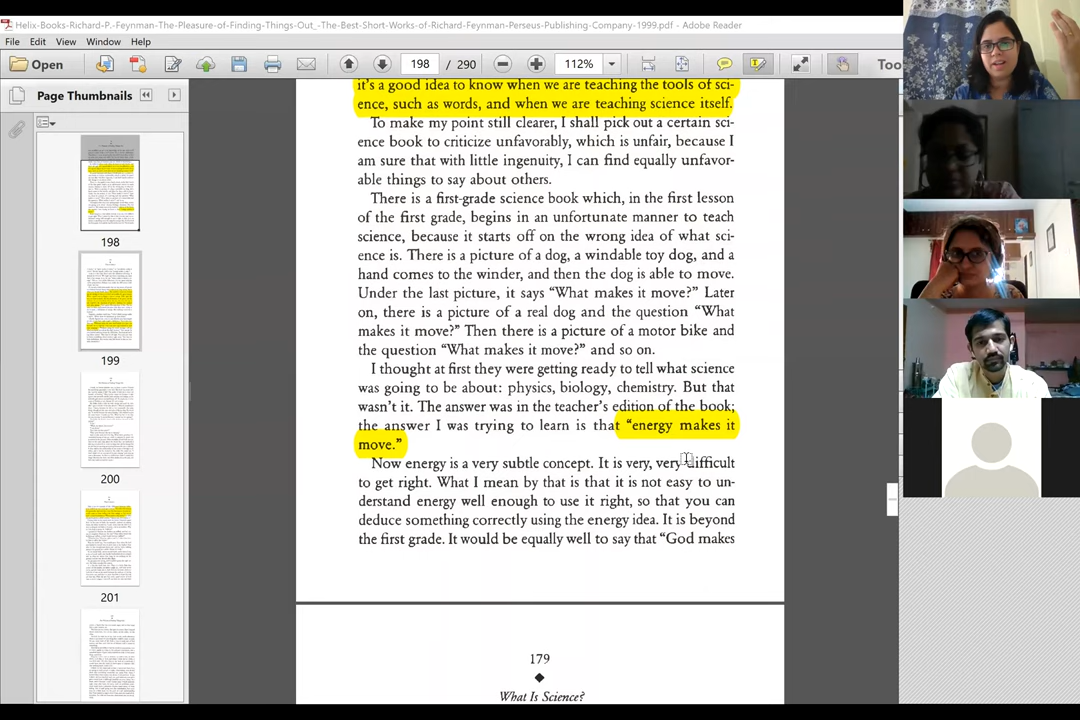 Helix-Books-Richard-P.-Feynman-The-Pleasure-of-Finding-Things-Out_-The-Best-Short-Works-of-Richard-Feynman-Perseus-Publishing-Company-1999.pdf - Adobe Reader
File Edit View Window Help
Open 198 / 290 112% Too
Page Thumbnails
198
199
200
201
it's a good idea to know when we are teaching the tools of sci-
ence, such as words, and when we are teaching science itself.
To make my point still clearer, I shall pick out a certain sci-
ence book to criticize unfavorably, which is unfair, because I
am sure that with little ingenuity, I can find equally unfavor-
able things to say about others.
There is a first-grade science book which, in the first lesson
of the first grade, begins in an unfortunate manner to teach
science, because it starts off on the wrong idea of what sci-
ence is. There is a picture of a dog, a windable toy dog, and a
hand comes to the winder, and then the dog is able to move.
Under the last picture, it says “What makes it move?” Later
on, there is a picture of a real dog and the question “What
makes it move?” Then there is a picture of a motor bike and
the question “What makes it move?” and so on.
I thought at first they were getting ready to tell what science
was going to be about: physics, biology, chemistry. But that
wasn't it. The answer was in the teacher's edition of the book;
the answer I was trying to learn is that “energy makes it
move.”
Now energy is a very subtle concept. It is very, very difficult
to get right. What I mean by that is that it is not easy to un-
derstand energy well enough to use it right, so that you can
deduce something correctly using the energy idea. It is beyond
the first grade. It would be equally well to say that “God makes
179
What Is Science?